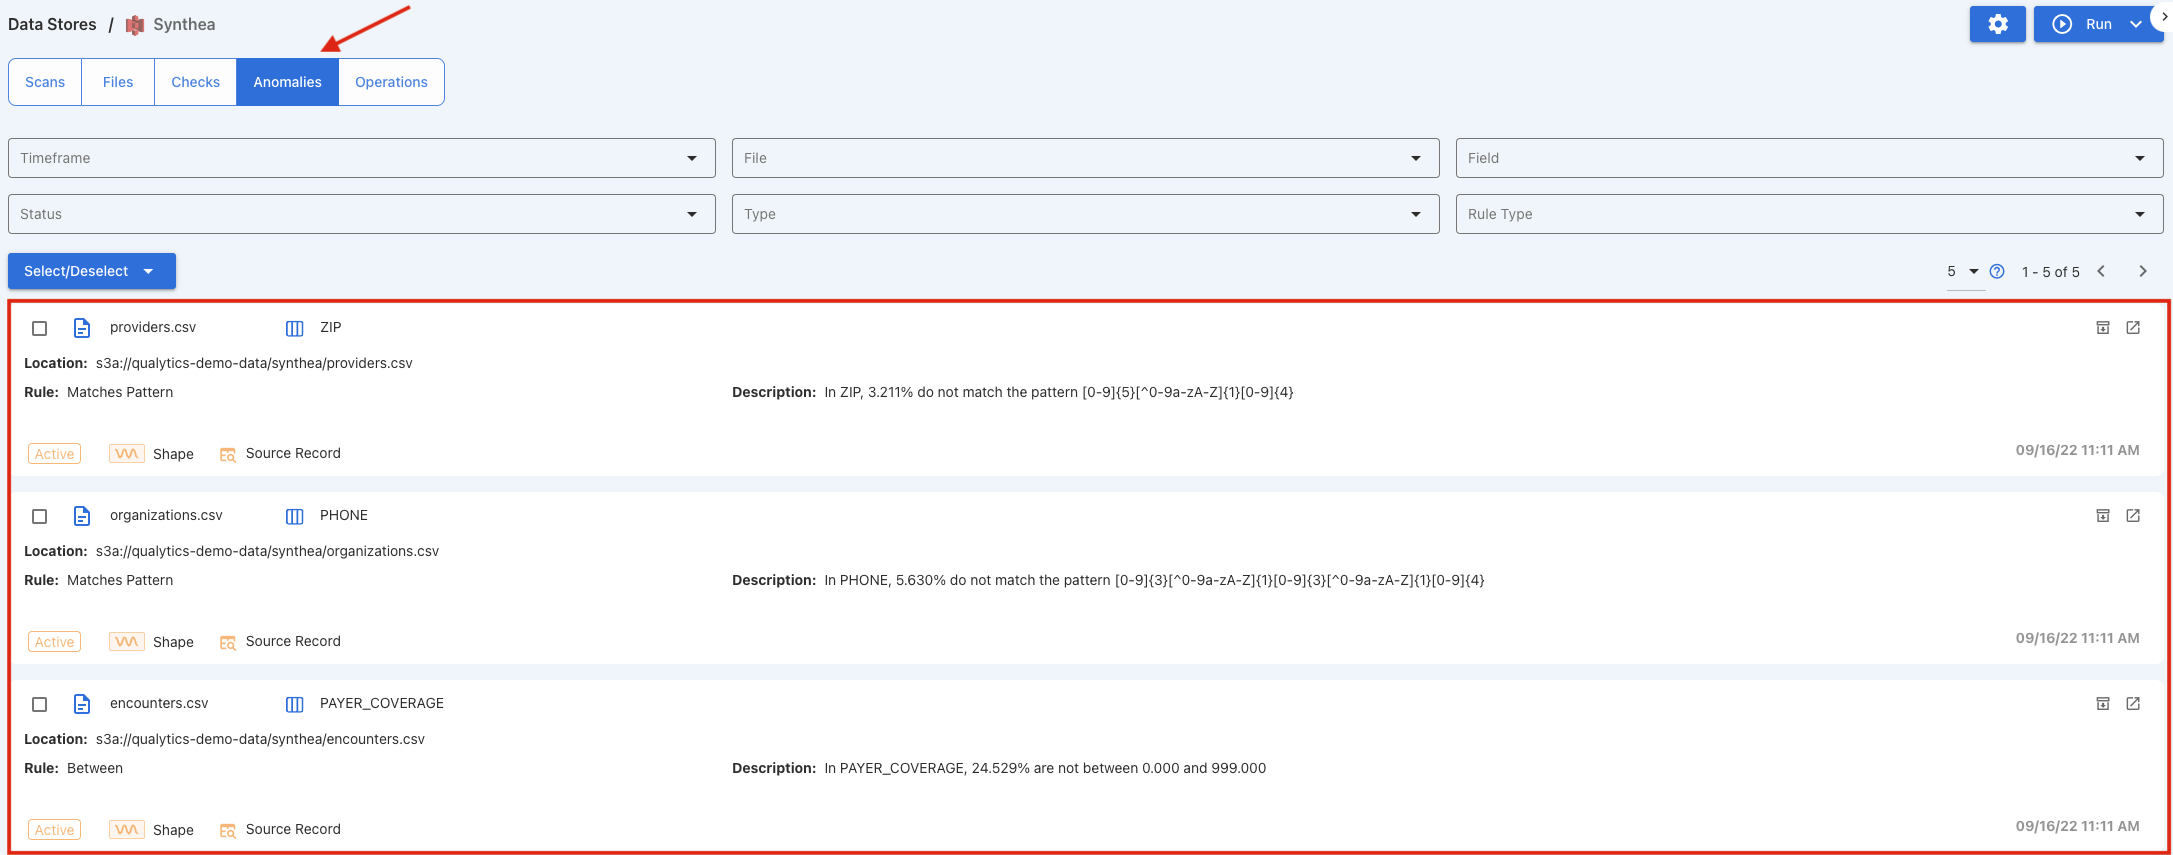 Data Stores / Synthea
Run
Scans Files Checks Anomalies Operations
Timeframe File Field
Status Type Rule Type
Select/Deselect 5 1 - 5 of 5
providers.csv ZIP
Location: s3a://qualytics-demo-data/synthea/providers.csv
Rule: Matches Pattern Description: In ZIP, 3.211% do not match the pattern [0-9]{5}[^0-9a-zA-Z]{1}[0-9]{4}
Active Shape Source Record 09/16/22 11:11 AM
organizations.csv PHONE
Location: s3a://qualytics-demo-data/synthea/organizations.csv
Rule: Matches Pattern Description: In PHONE, 5.630% do not match the pattern [0-9]{3}[^0-9a-zA-Z]{1}[0-9]{3}[^0-9a-zA-Z]{1}[0-9]{4}
Active Shape Source Record 09/16/22 11:11 AM
encounters.csv PAYER_COVERAGE
Location: s3a://qualytics-demo-data/synthea/encounters.csv
Rule: Between Description: In PAYER_COVERAGE, 24.529% are not between 0.000 and 999.000
Active Shape Source Record 09/16/22 11:11 AM